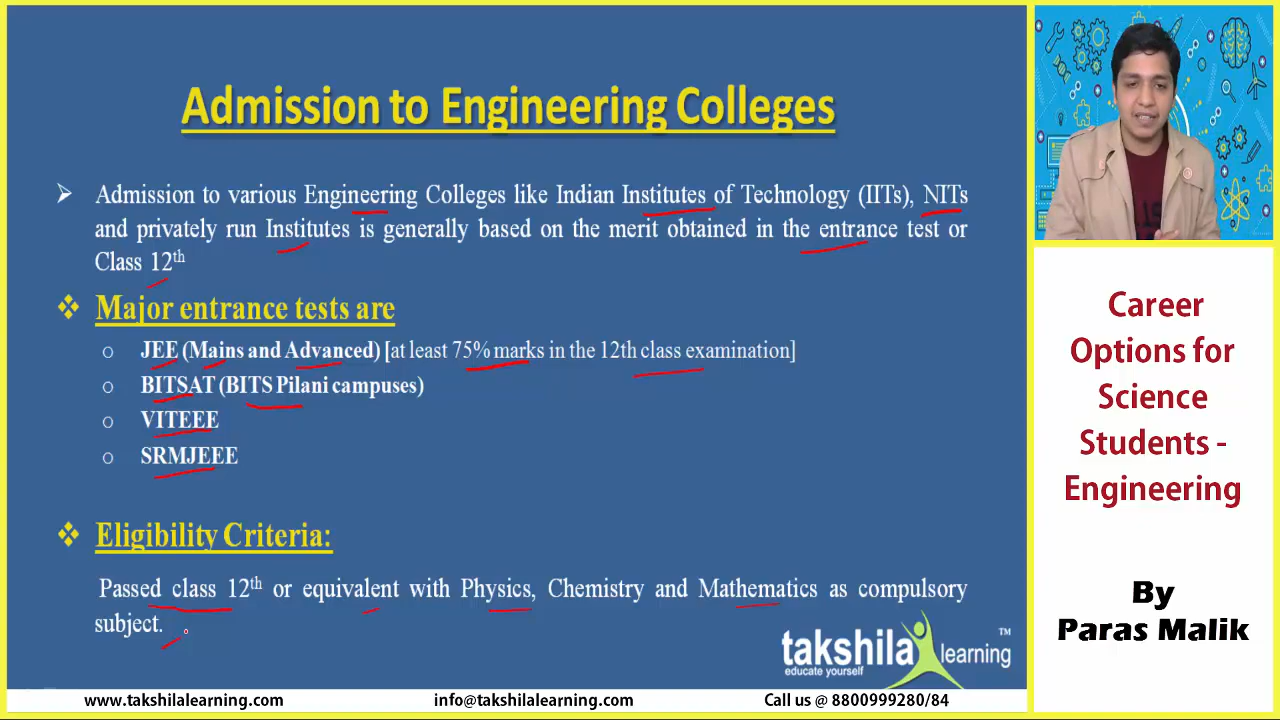 Admission to Engineering Colleges
➢ Admission to various Engineering Colleges like Indian Institutes of Technology (IITs), NITs
and privately run Institutes is generally based on the merit obtained in the entrance test or
Class 12th
❖ Major entrance tests are
o JEE (Mains and Advanced) [at least 75% marks in the 12th class examination]
o BITSAT (BITS Pilani campuses)
o VITEEE
o SRMJEEE
❖ Eligibility Criteria:
Passed class 12th or equivalent with Physics, Chemistry and Mathematics as compulsory
subject.
takshila learning™
educate yourself
www.takshilalearning.com info@takshilalearning.com Call us @ 8800999280/84
Career
Options for
Science
Students -
Engineering
By
Paras Malik